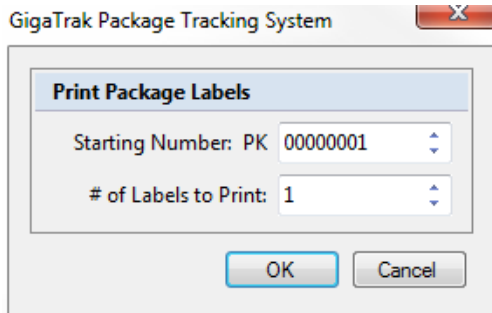 GigaTrak Package Tracking System
Print Package Labels
Starting Number: PK 00000001
# of Labels to Print: 1
OK Cancel